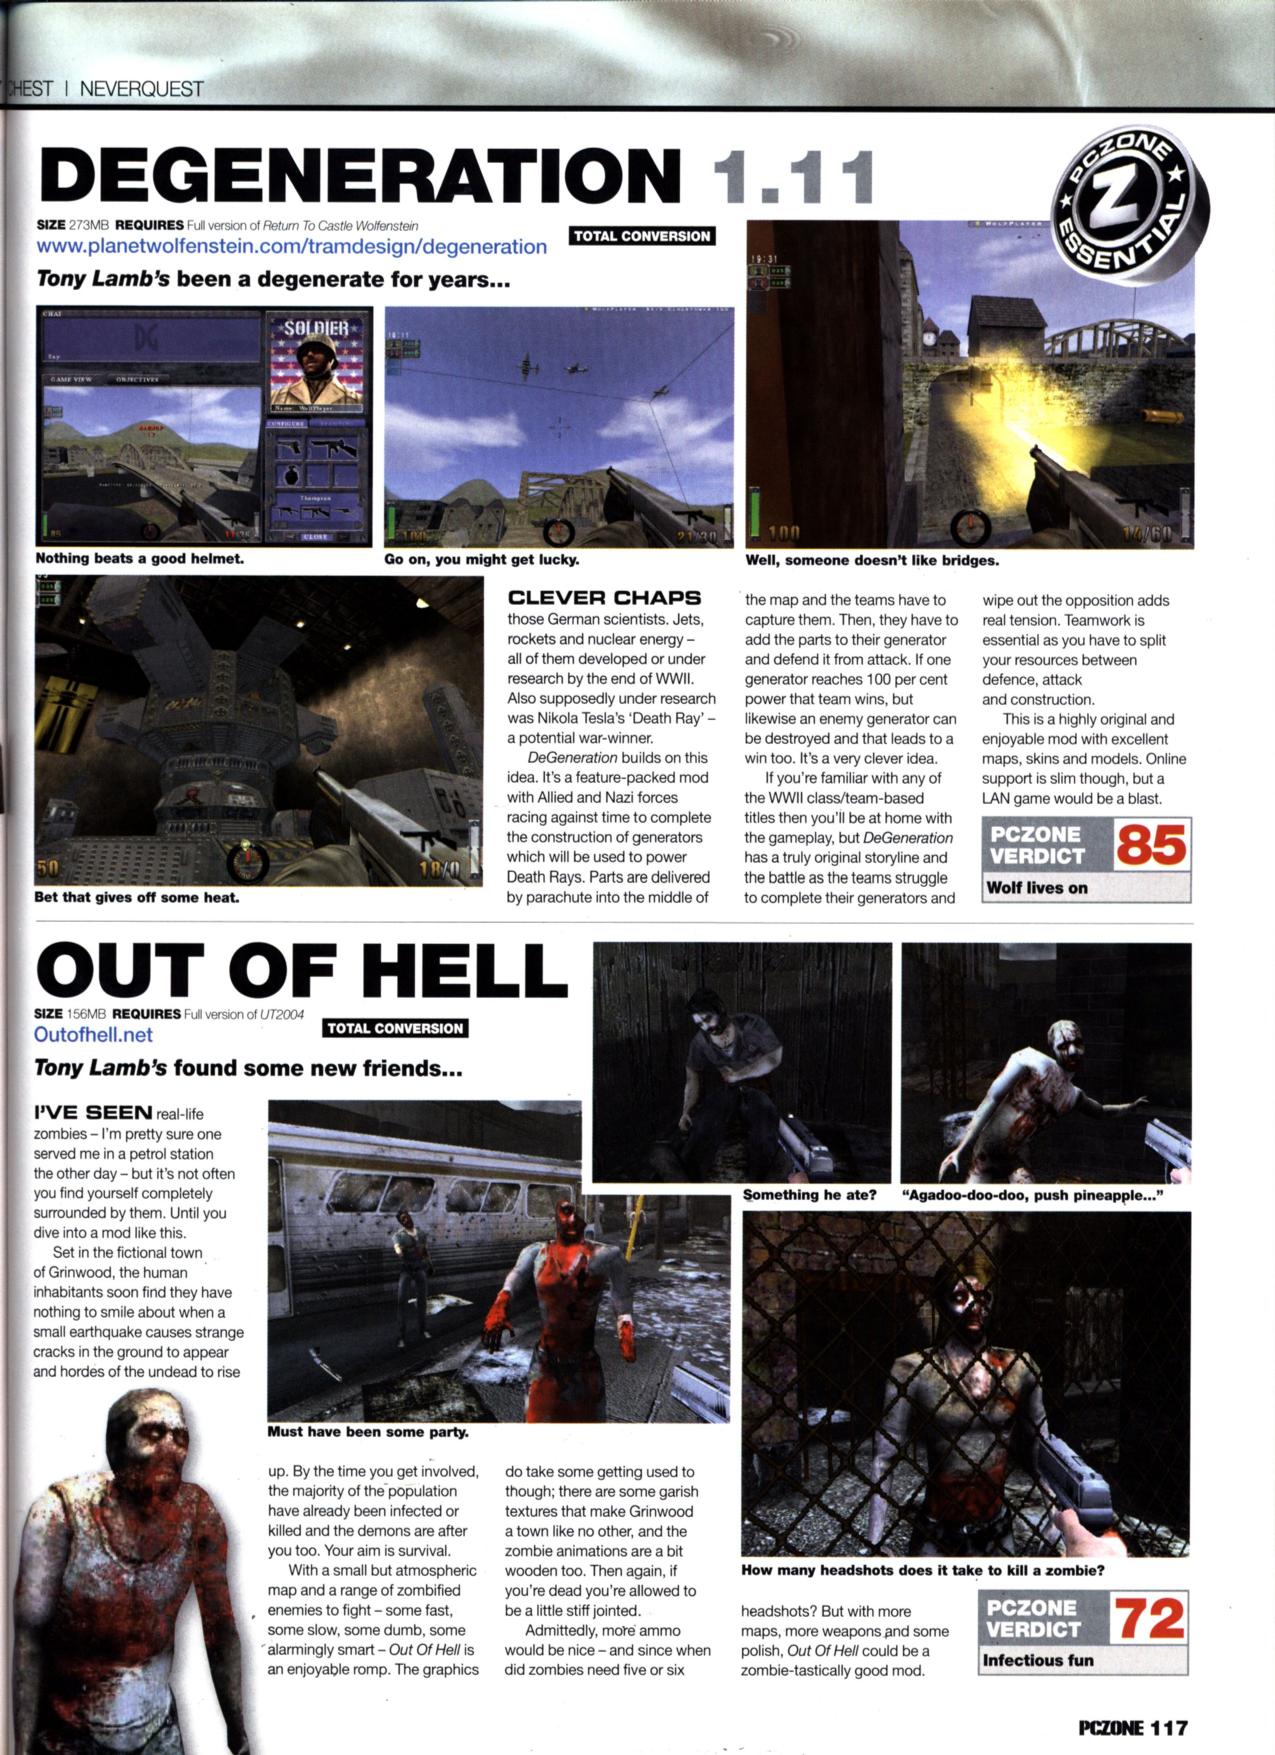 CHEST | NEVERQUEST
DEGENERATION 1.11
PCZONE
Z
ESSENTIAL
SIZE 273MB REQUIRES Full version of Return To Castle Wolfenstein
www.planetwolfenstein.com/tramdesign/degeneration
TOTAL CONVERSION
Tony Lamb's been a degenerate for years...
CHAT
DG
Say
GAME VIEW
OBJECTIVES
SOLDIER
Name: WolfPlayer
CONFIGURE
Thompson
CLOSE
100
21/30
19:31
WOLFPLAYER
100
14/60
Nothing beats a good helmet.
Go on, you might get lucky.
Well, someone doesn't like bridges.
50
18/0
Bet that gives off some heat.
CLEVER CHAPS
those German scientists. Jets,
rockets and nuclear energy –
all of them developed or under
research by the end of WWII.
Also supposedly under research
was Nikola Tesla's 'Death Ray' –
a potential war-winner.
DeGeneration builds on this
idea. It's a feature-packed mod
with Allied and Nazi forces
racing against time to complete
the construction of generators
which will be used to power
Death Rays. Parts are delivered
by parachute into the middle of
the map and the teams have to
capture them. Then, they have to
add the parts to their generator
and defend it from attack. If one
generator reaches 100 per cent
power that team wins, but
likewise an enemy generator can
be destroyed and that leads to a
win too. It's a very clever idea.
If you're familiar with any of
the WWII class/team-based
titles then you'll be at home with
the gameplay, but DeGeneration
has a truly original storyline and
the battle as the teams struggle
to complete their generators and
wipe out the opposition adds
real tension. Teamwork is
essential as you have to split
your resources between
defence, attack
and construction.
This is a highly original and
enjoyable mod with excellent
maps, skins and models. Online
support is slim though, but a
LAN game would be a blast.
PCZONE
VERDICT
85
Wolf lives on
OUT OF HELL
SIZE 156MB REQUIRES Full version of UT2004
Outofhell.net
TOTAL CONVERSION
Tony Lamb's found some new friends...
I'VE SEEN real-life
zombies – I'm pretty sure one
served me in a petrol station
the other day – but it's not often
you find yourself completely
surrounded by them. Until you
dive into a mod like this.
Set in the fictional town
of Grinwood, the human
inhabitants soon find they have
nothing to smile about when a
small earthquake causes strange
cracks in the ground to appear
and hordes of the undead to rise
Something he ate?
"Agadoo-doo-doo, push pineapple..."
Must have been some party.
up. By the time you get involved,
the majority of the population
have already been infected or
killed and the demons are after
you too. Your aim is survival.
With a small but atmospheric
map and a range of zombified
enemies to fight – some fast,
some slow, some dumb, some
alarmingly smart – Out Of Hell is
an enjoyable romp. The graphics
do take some getting used to
though; there are some garish
textures that make Grinwood
a town like no other, and the
zombie animations are a bit
wooden too. Then again, if
you're dead you're allowed to
be a little stiff jointed.
Admittedly, more ammo
would be nice – and since when
did zombies need five or six
How many headshots does it take to kill a zombie?
headshots? But with more
maps, more weapons and some
polish, Out Of Hell could be a
zombie-tastically good mod.
PCZONE
VERDICT
72
Infectious fun
PCZONE 117